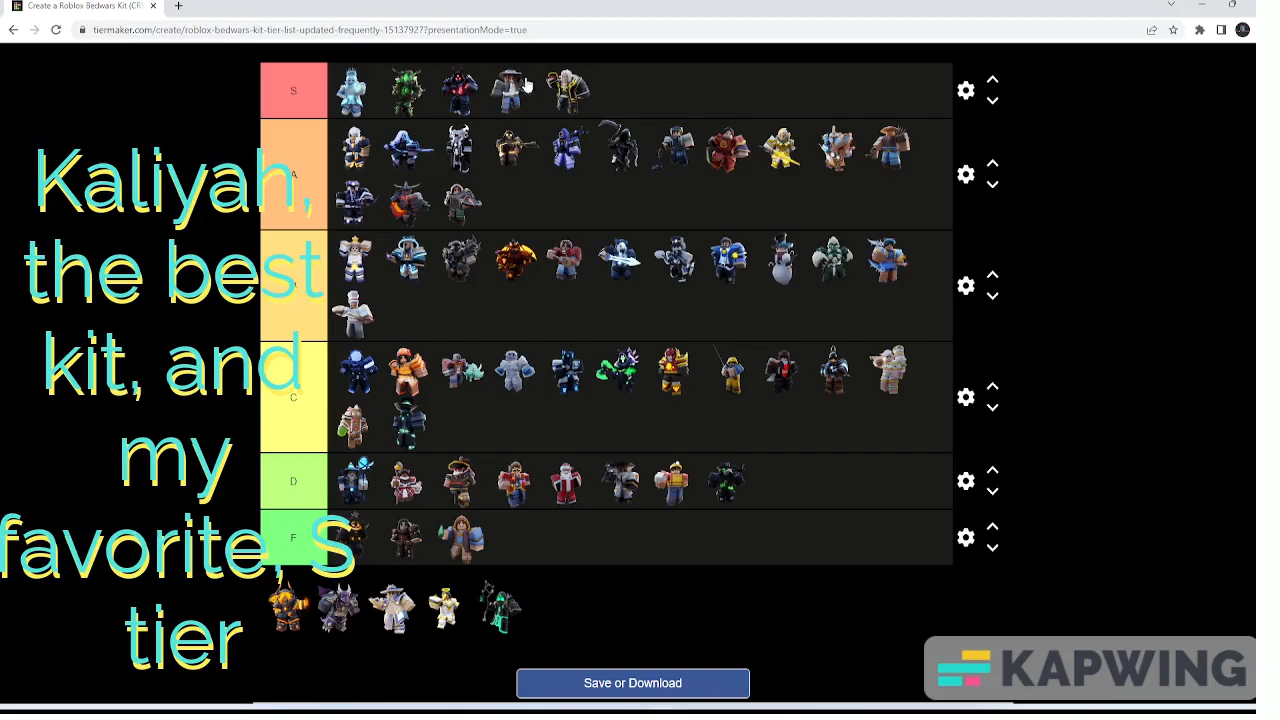 Create a Roblox Bedwars Kit (CR
tiermaker.com/create/roblox-bedwars-kit-tier-list-updated-frequently-15137927?presentationMode=true
S
A
C
D
F
Kaliyah,
the best
kit, and
my
favorite, S
tier
Save or Download
KAPWING